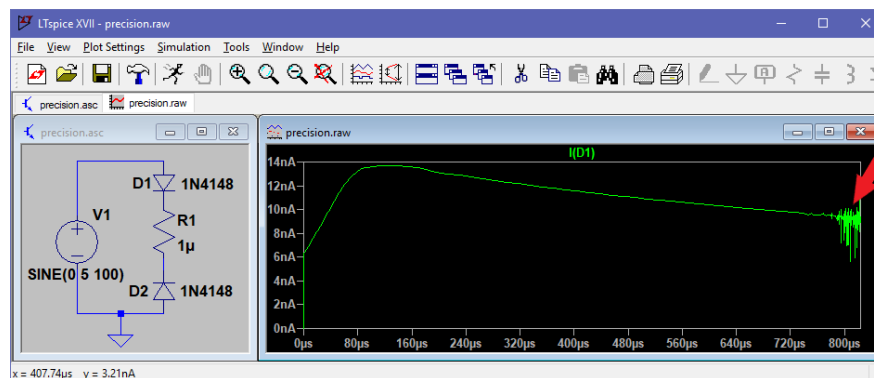 LTspice XVII - precision.raw
File View Plot Settings Simulation Tools Window Help
precision.asc precision.raw
precision.asc
precision.raw
D1 1N4148
V1
R1
1µ
SINE(0 5 100)
D2 1N4148
I(D1)
14nA
12nA
10nA
8nA
6nA
4nA
2nA
0nA
0µs 80µs 160µs 240µs 320µs 400µs 480µs 560µs 640µs 720µs 800µs
x = 407.74µs y = 3.21nA